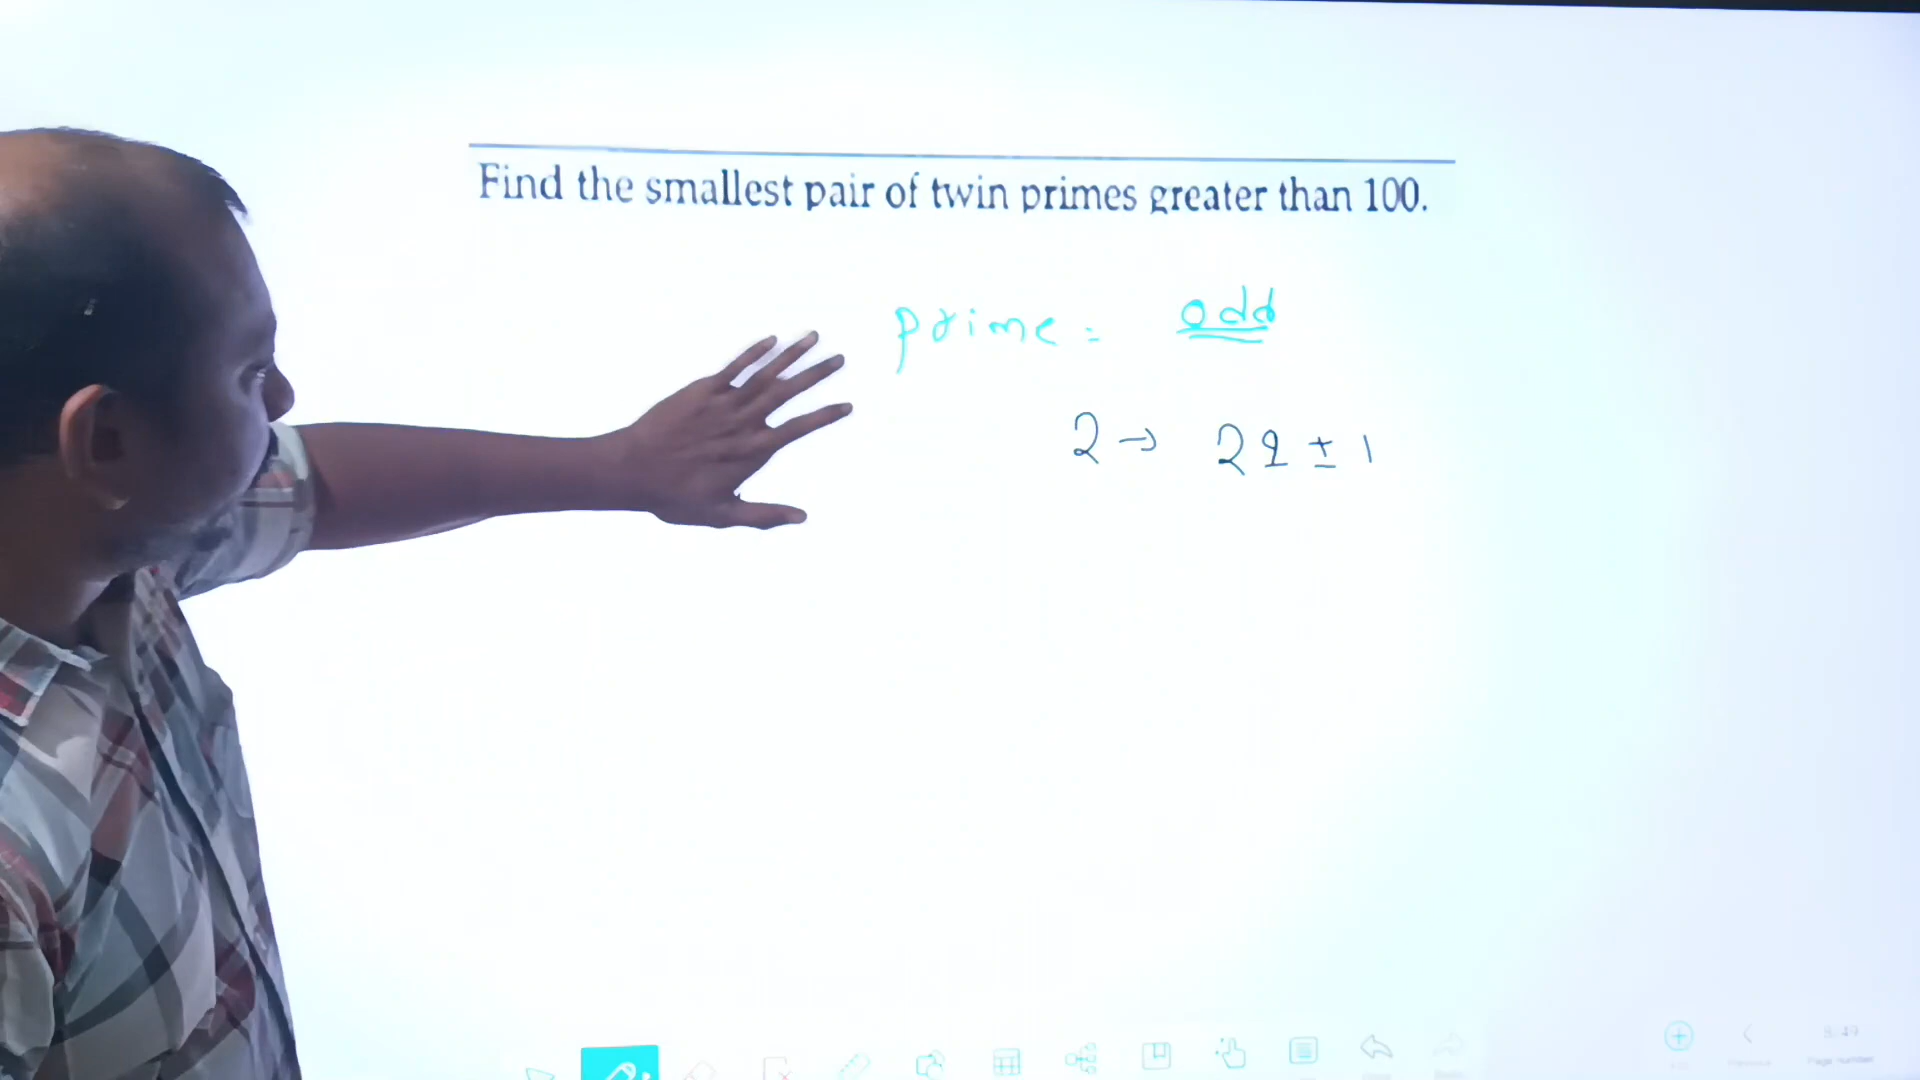 Find the smallest pair of twin primes greater than 100.
prime = odd
2 → 2q ± 1